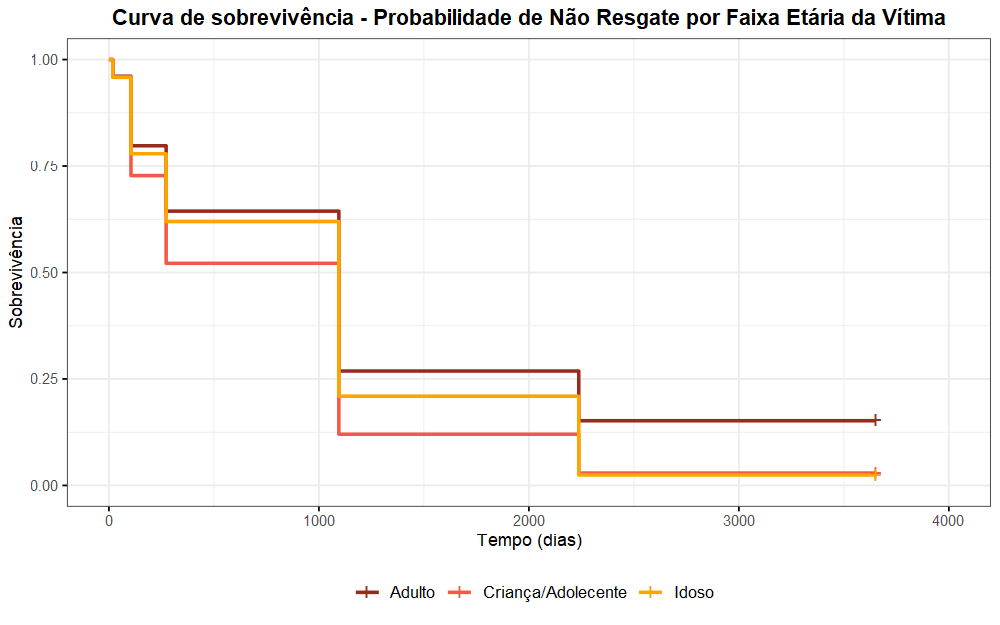 Curva de sobrevivência - Probabilidade de Não Resgate por Faixa Etária da Vítima
Sobrevivência
1.00
0.75
0.50
0.25
0.00
0 1000 2000 3000 4000
Tempo (dias)
Adulto Criança/Adolecente Idoso